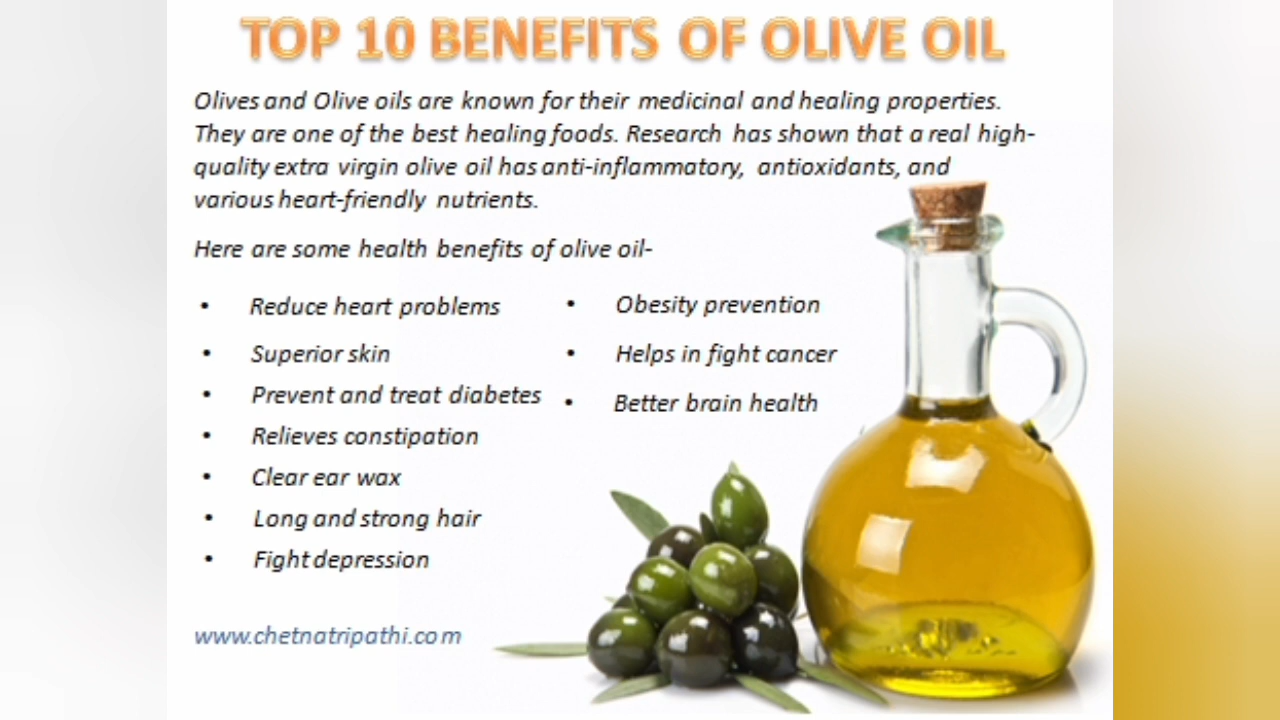 TOP 10 BENEFITS OF OLIVE OIL
Olives and Olive oils are known for their medicinal and healing properties.
They are one of the best healing foods. Research has shown that a real high-
quality extra virgin olive oil has anti-inflammatory, antioxidants, and
various heart-friendly nutrients.
Here are some health benefits of olive oil-
• Reduce heart problems
• Superior skin
• Prevent and treat diabetes
• Relieves constipation
• Clear ear wax
• Long and strong hair
• Fight depression
• Obesity prevention
• Helps in fight cancer
• Better brain health
www.chetnatripathi.com